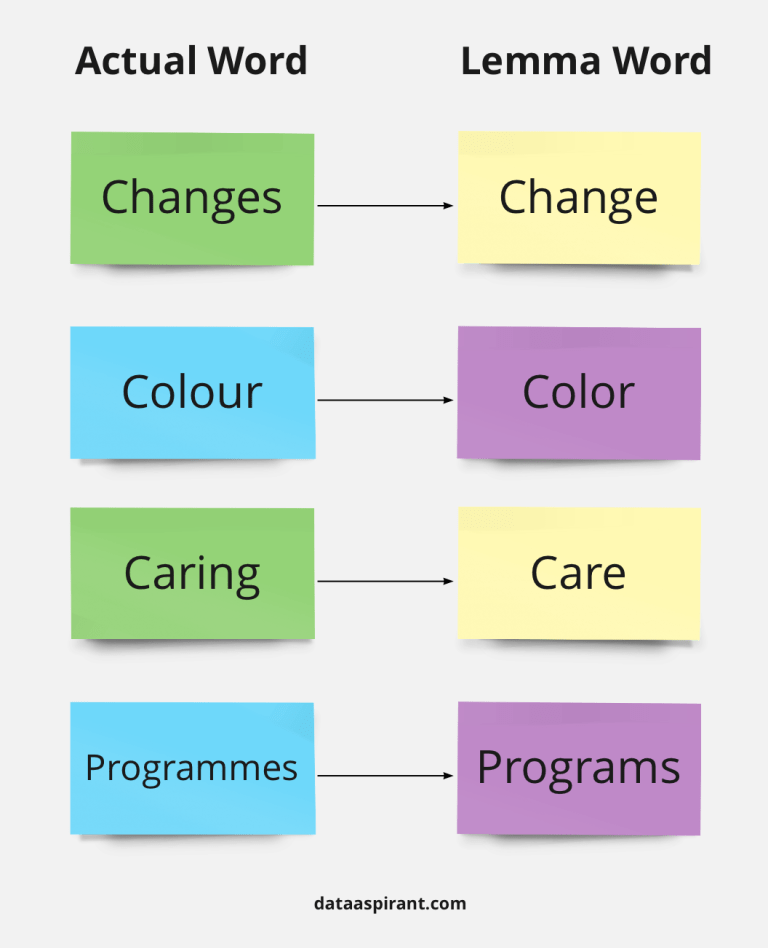 Actual Word Lemma Word
Changes Change
Colour Color
Caring Care
Programmes Programs
dataaspirant.com